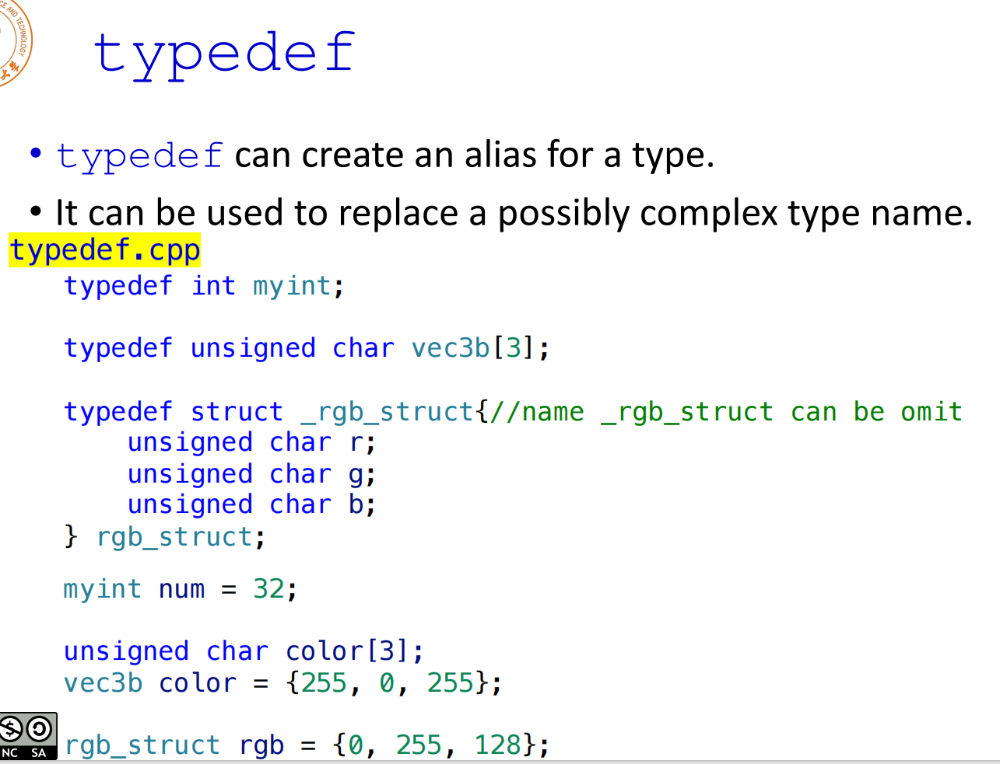 CE AND TECHNOLOGY
typedef
• typedef can create an alias for a type.
• It can be used to replace a possibly complex type name.
typedef.cpp
typedef int myint;
typedef unsigned char vec3b[3];
typedef struct _rgb_struct{//name _rgb_struct can be omit
unsigned char r;
unsigned char g;
unsigned char b;
} rgb_struct;
myint num = 32;
unsigned char color[3];
vec3b color = {255, 0, 255};
rgb_struct rgb = {0, 255, 128};
NC SA